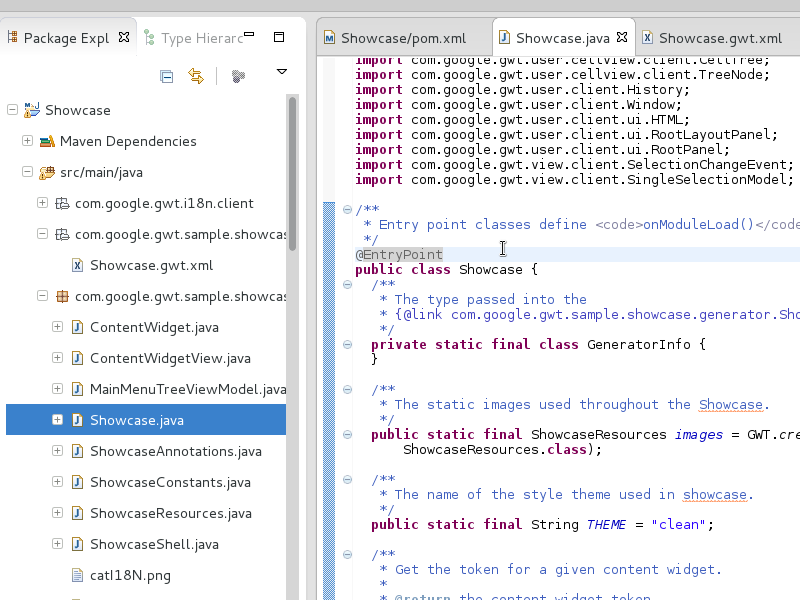 Package Expl
Type Hierarc
Showcase/pom.xml
Showcase.java
Showcase.gwt.xml
Showcase
Maven Dependencies
src/main/java
com.google.gwt.i18n.client
com.google.gwt.sample.showcas
Showcase.gwt.xml
com.google.gwt.sample.showcas
ContentWidget.java
ContentWidgetView.java
MainMenuTreeViewModel.java
Showcase.java
ShowcaseAnnotations.java
ShowcaseConstants.java
ShowcaseResources.java
ShowcaseShell.java
catI18N.png
import com.google.gwt.user.cellview.client.CellTree;
import com.google.gwt.user.cellview.client.TreeNode;
import com.google.gwt.user.client.History;
import com.google.gwt.user.client.Window;
import com.google.gwt.user.client.ui.HTML;
import com.google.gwt.user.client.ui.RootLayoutPanel;
import com.google.gwt.user.client.ui.RootPanel;
import com.google.gwt.view.client.SelectionChangeEvent;
import com.google.gwt.view.client.SingleSelectionModel;
/**
* Entry point classes define <code>onModuleLoad()</code
*/
@EntryPoint
public class Showcase {
/**
* The type passed into the
* {@link com.google.gwt.sample.showcase.generator.Sho
*/
private static final class GeneratorInfo {
}
/**
* The static images used throughout the Showcase.
*/
public static final ShowcaseResources images = GWT.cre
ShowcaseResources.class);
/**
* The name of the style theme used in showcase.
*/
public static final String THEME = "clean";
/**
* Get the token for a given content widget.
*
* @return the content widget token.